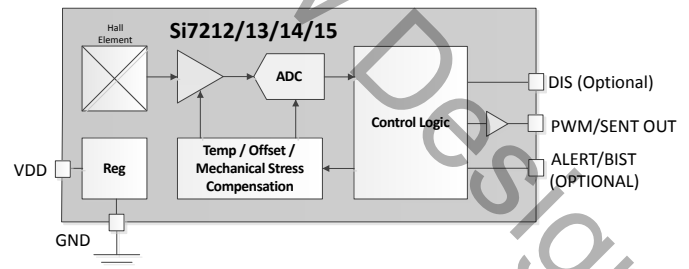 Hall
Element
Si7212/13/14/15
ADC
Control Logic
DIS (Optional)
PWM/SENT OUT
ALERT/BIST
(OPTIONAL)
VDD
Reg
Temp / Offset /
Mechanical Stress
Compensation
GND
Desig